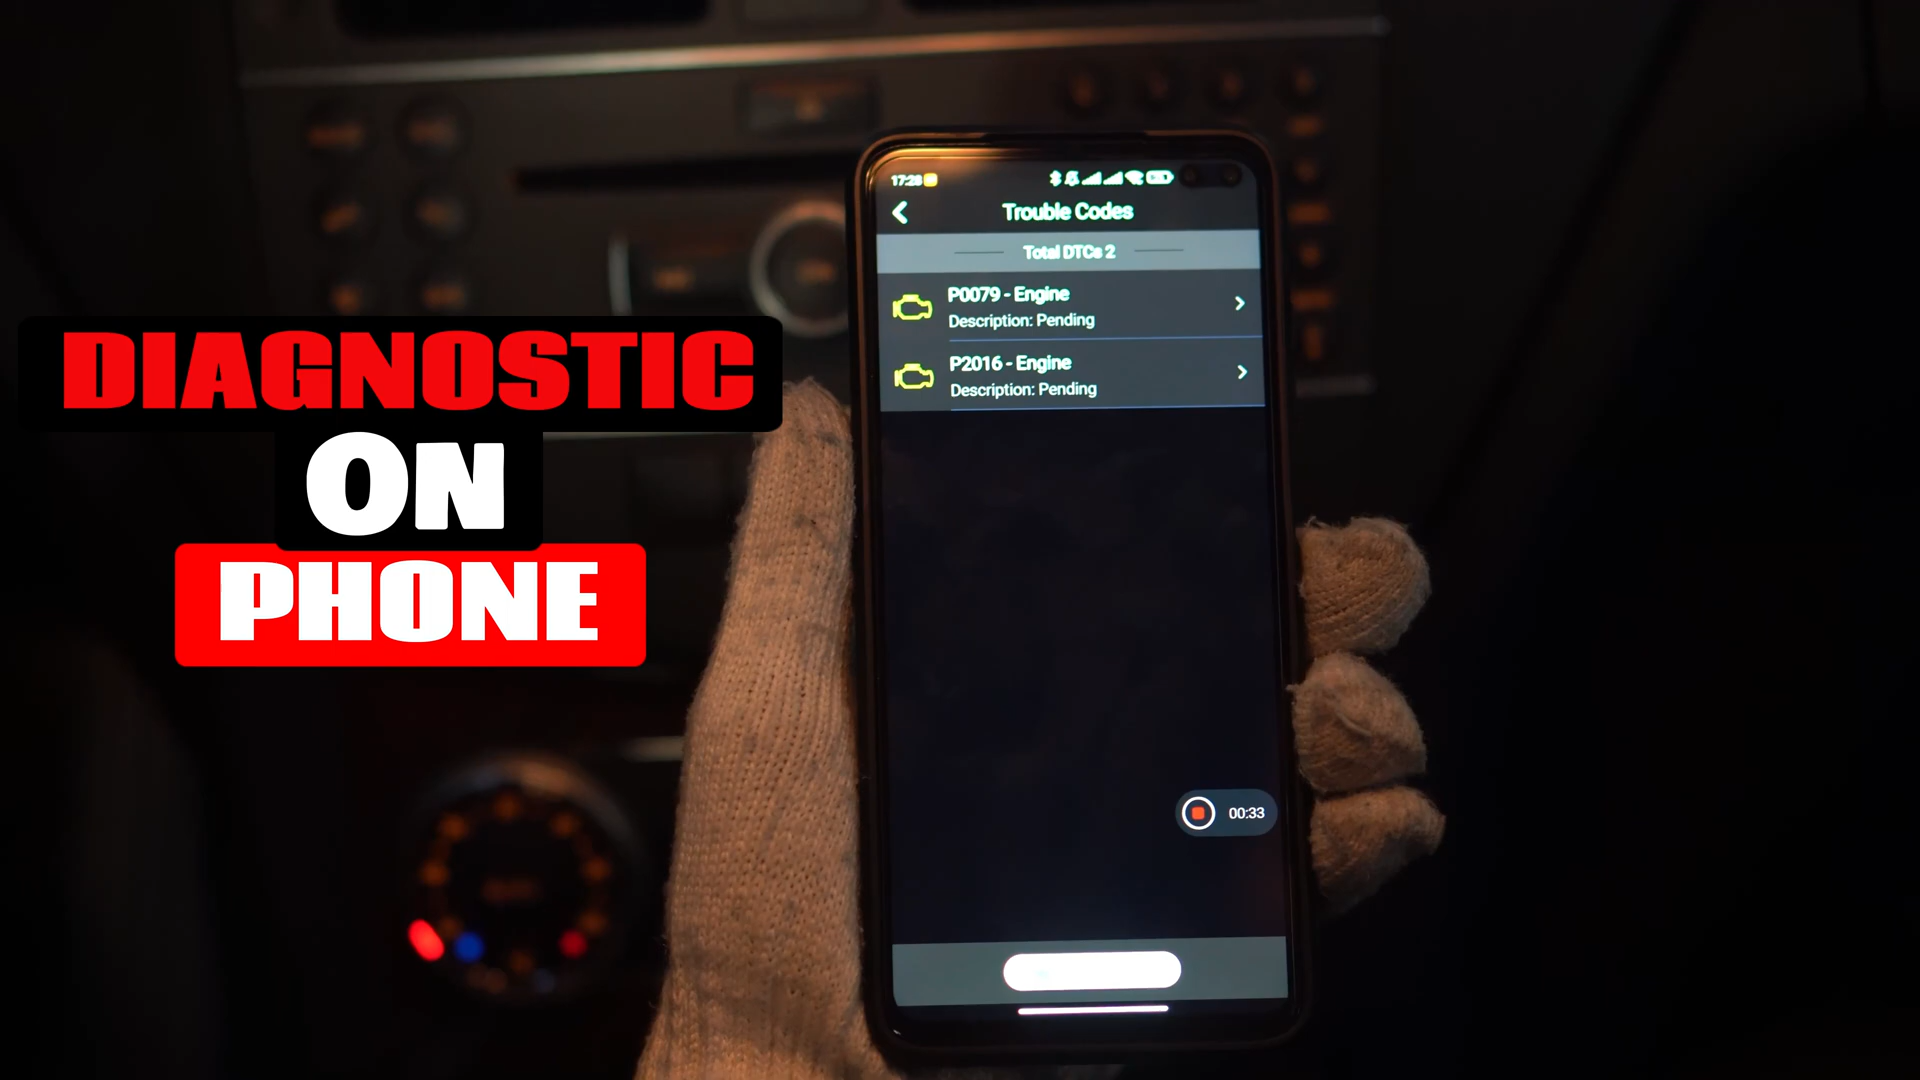 DIAGNOSTIC
ON
PHONE
17:28
Trouble Codes
Total DTCs 2
P0079 - Engine
Description: Pending
P2016 - Engine
Description: Pending
00:33